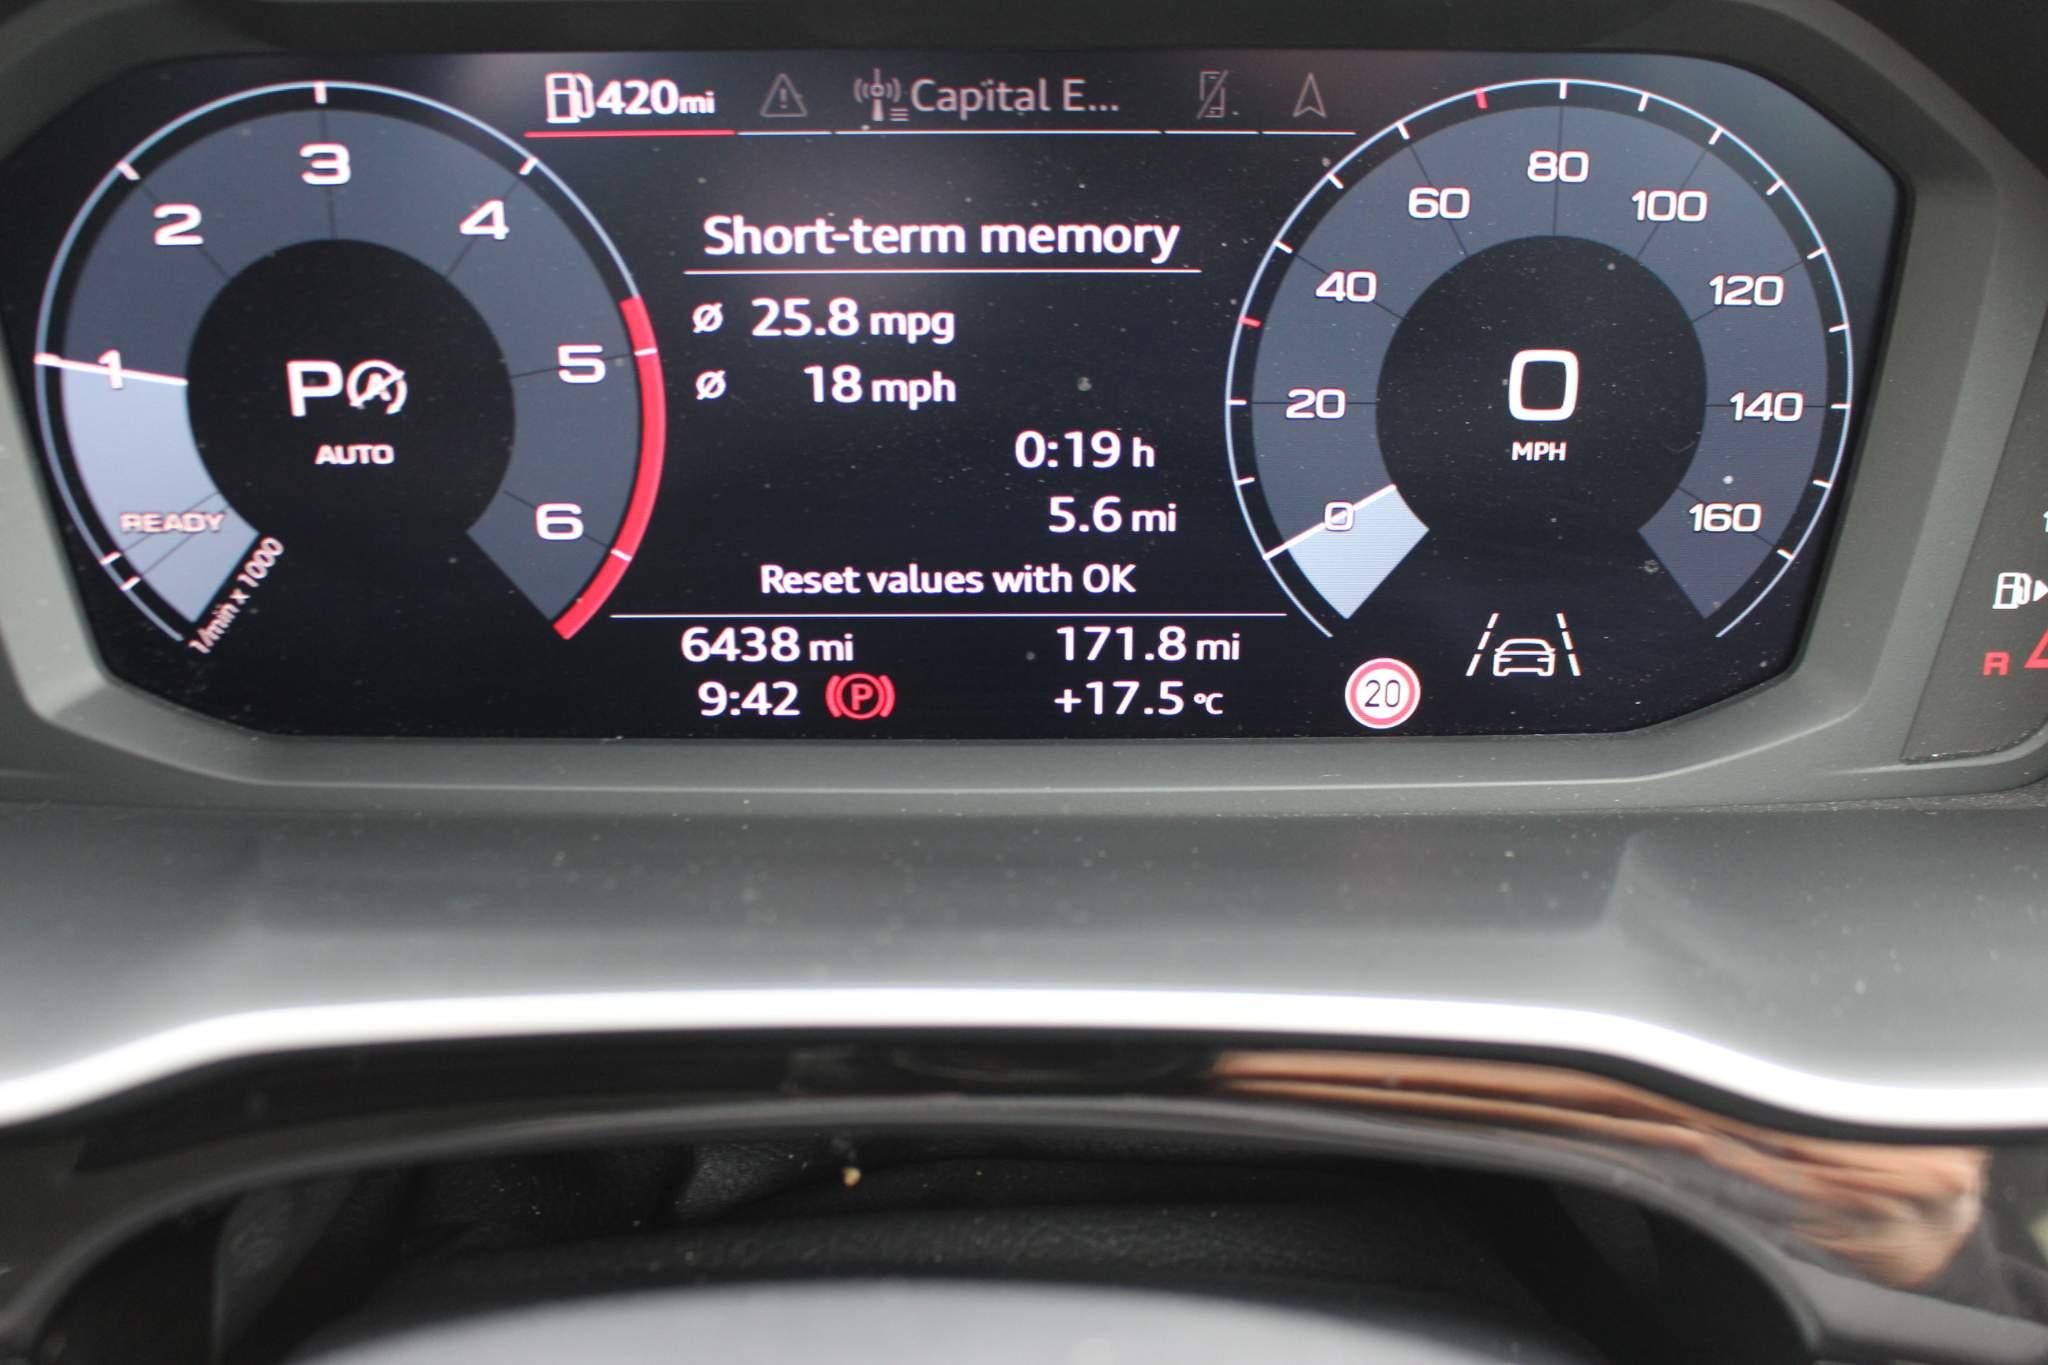 420mi
Capital E...
1
2
3
4
5
6
READY
1/min x 1000
P
AUTO
Short-term memory
ø 25.8 mpg
ø 18 mph
0:19 h
5.6 mi
Reset values with OK
6438 mi 171.8 mi
9:42 P +17.5 °C
0
20
40
60
80
100
120
140
160
0
MPH
20
R